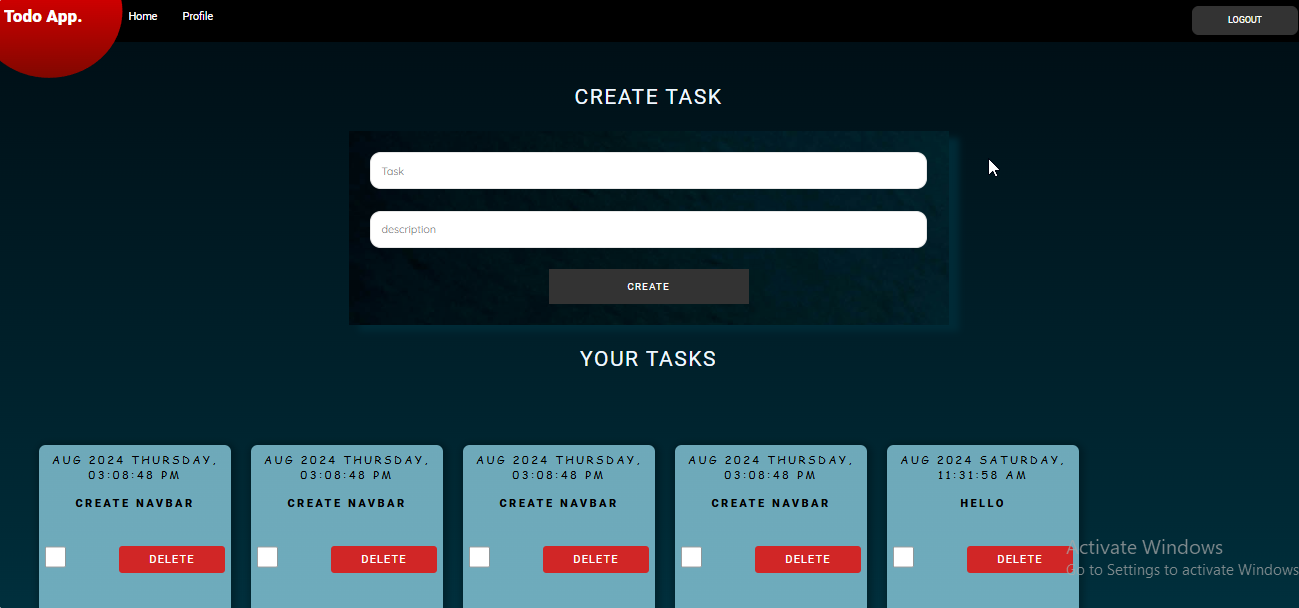 Todo App.
Home
Profile
LOGOUT
CREATE TASK
Task
description
CREATE
YOUR TASKS
AUG 2024 THURSDAY,
03:08:48 PM
CREATE NAVBAR
DELETE
AUG 2024 THURSDAY,
03:08:48 PM
CREATE NAVBAR
DELETE
AUG 2024 THURSDAY,
03:08:48 PM
CREATE NAVBAR
DELETE
AUG 2024 THURSDAY,
03:08:48 PM
CREATE NAVBAR
DELETE
AUG 2024 SATURDAY,
11:31:58 AM
HELLO
DELETE
Activate Windows
Go to Settings to activate Windows